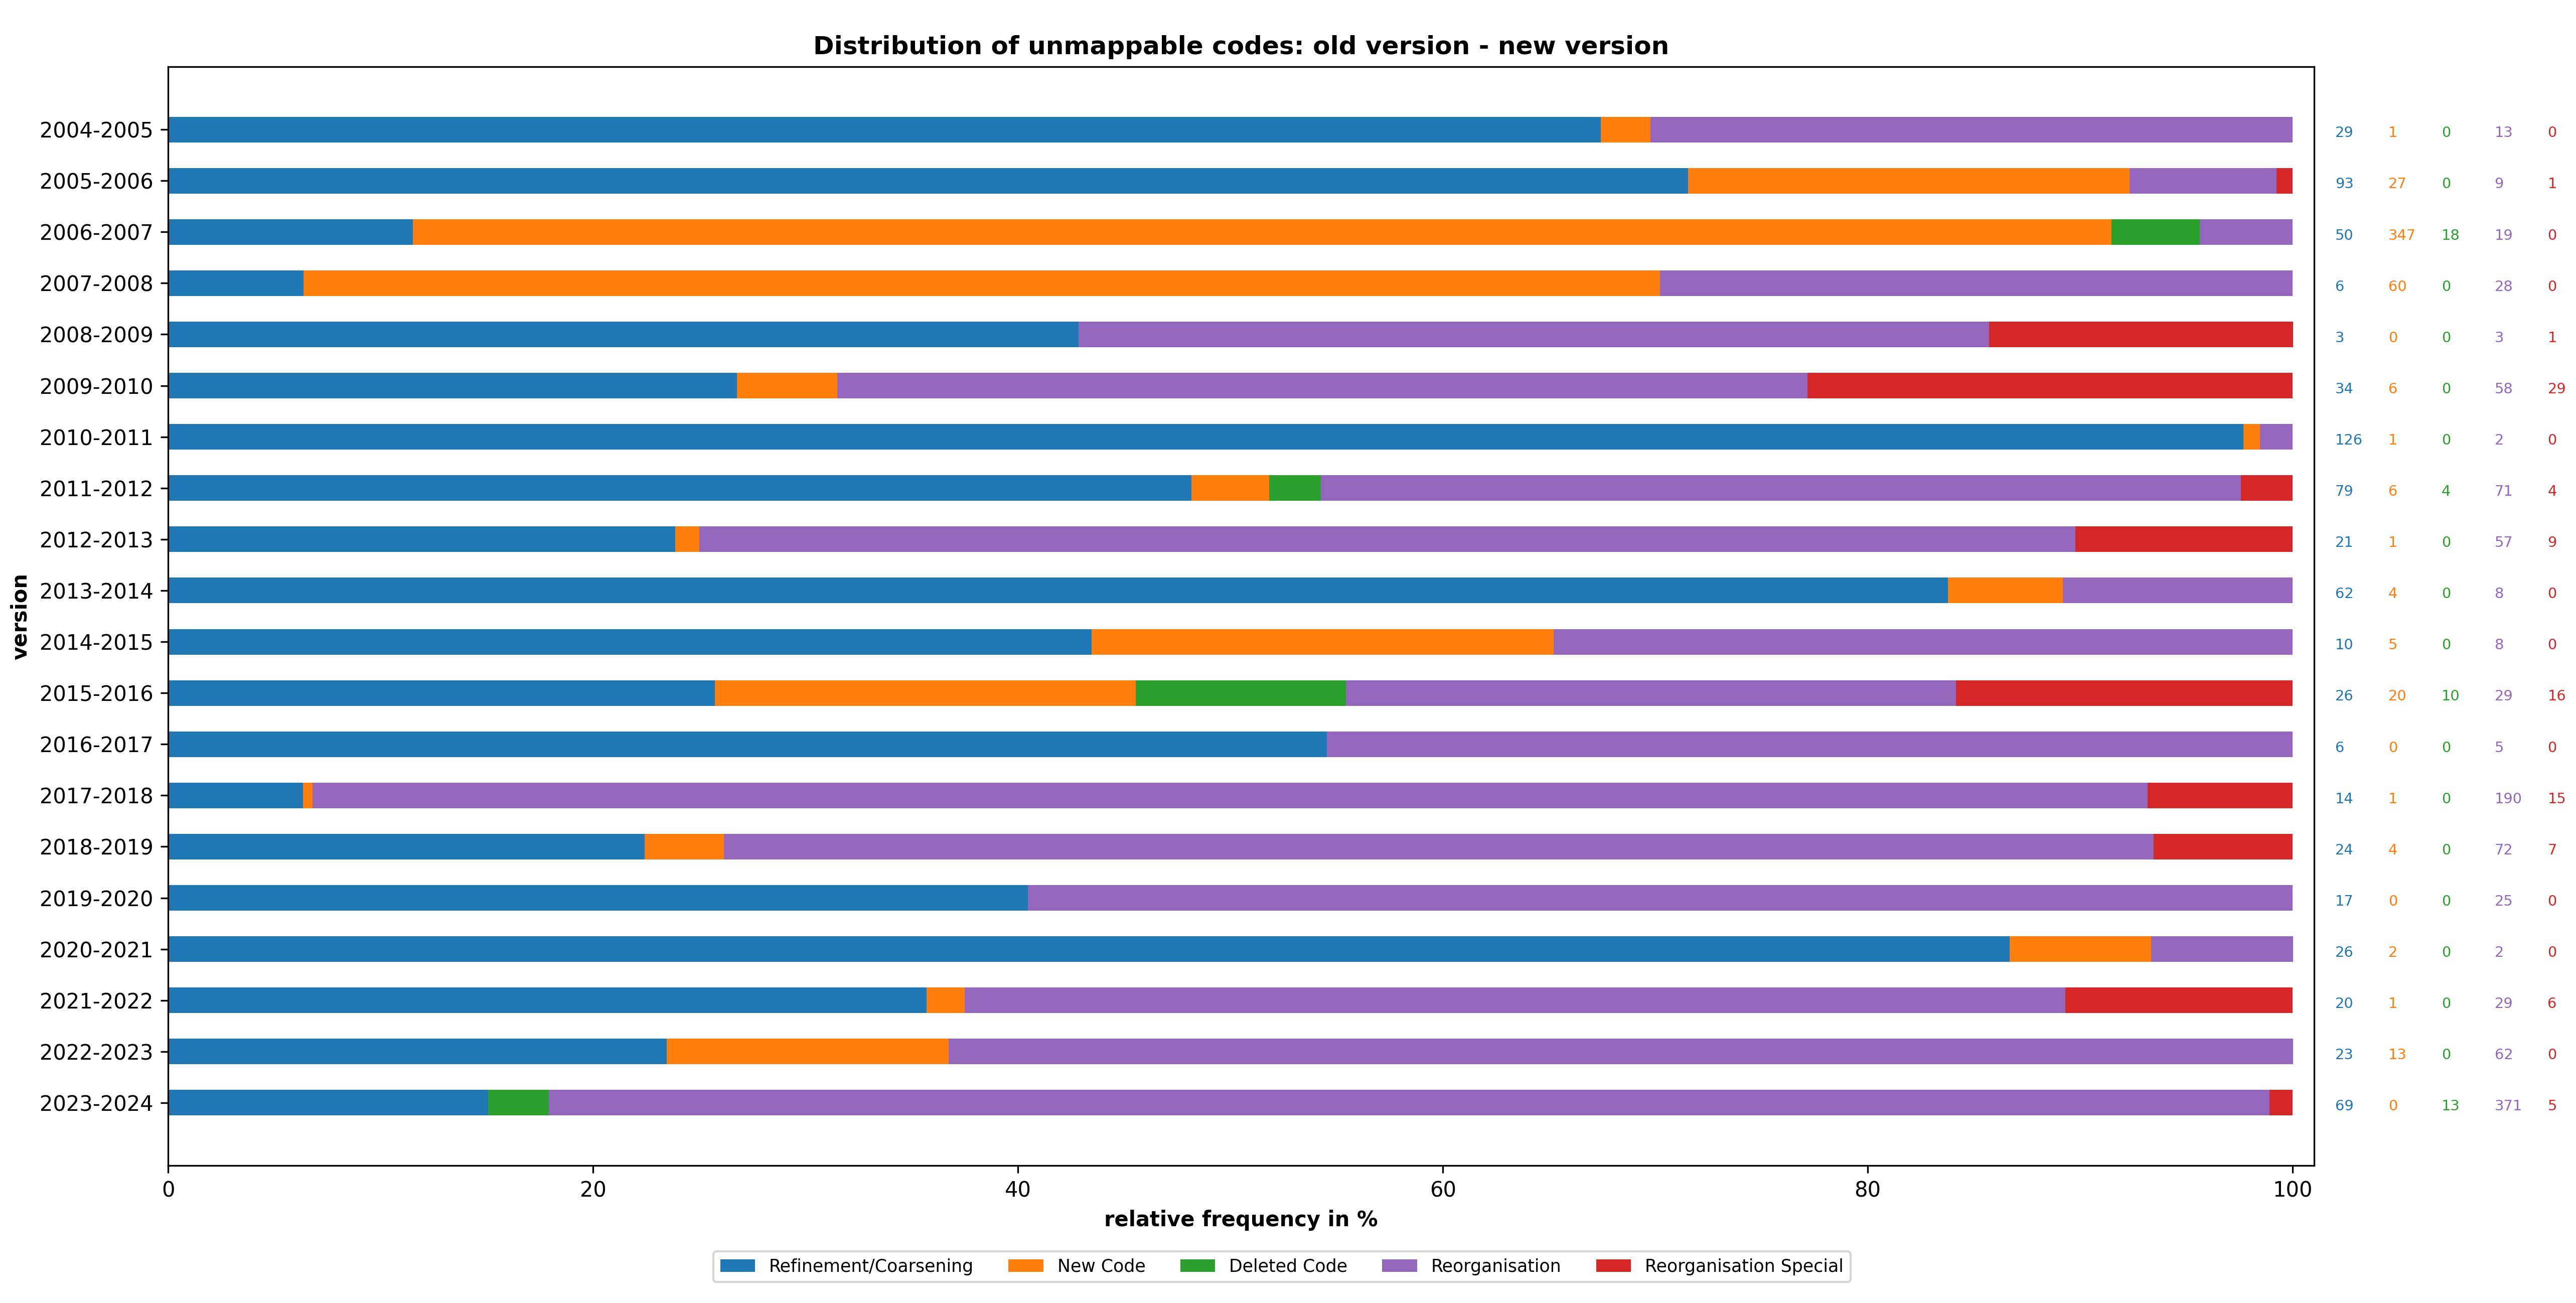 Distribution of unmappable codes: old version - new version
version
2004-2005 29 1 0 13 0
2005-2006 93 27 0 9 1
2006-2007 50 347 18 19 0
2007-2008 6 60 0 28 0
2008-2009 3 0 0 3 1
2009-2010 34 6 0 58 29
2010-2011 126 1 0 2 0
2011-2012 79 6 4 71 4
2012-2013 21 1 0 57 9
2013-2014 62 4 0 8 0
2014-2015 10 5 0 8 0
2015-2016 26 20 10 29 16
2016-2017 6 0 0 5 0
2017-2018 14 1 0 190 15
2018-2019 24 4 0 72 7
2019-2020 17 0 0 25 0
2020-2021 26 2 0 2 0
2021-2022 20 1 0 29 6
2022-2023 23 13 0 62 0
2023-2024 69 0 13 371 5
0 20 40 60 80 100
relative frequency in %
Refinement/Coarsening New Code Deleted Code Reorganisation Reorganisation Special